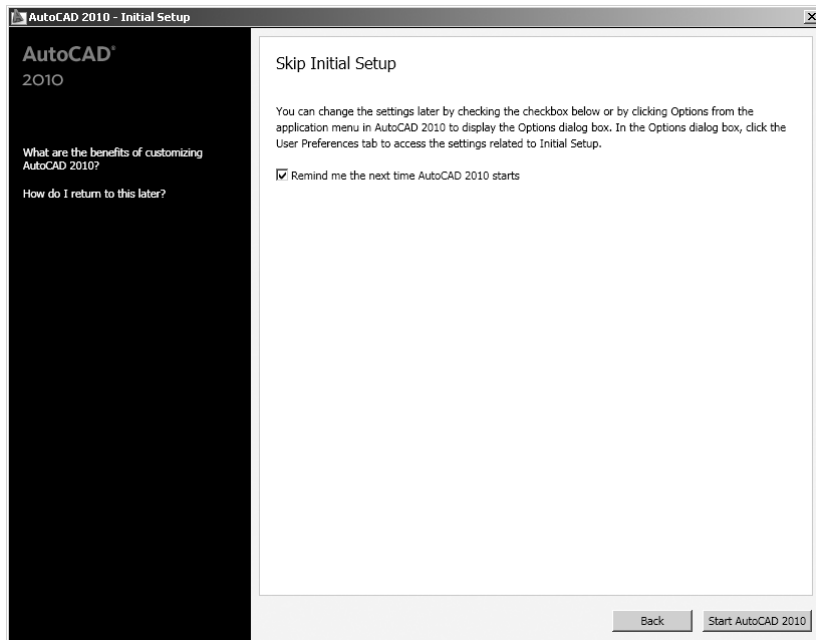 AutoCAD 2010 - Initial Setup
AutoCAD®
2010
What are the benefits of customizing
AutoCAD 2010?
How do I return to this later?
Skip Initial Setup
You can change the settings later by checking the checkbox below or by clicking Options from the
application menu in AutoCAD 2010 to display the Options dialog box. In the Options dialog box, click the
User Preferences tab to access the settings related to Initial Setup.
Remind me the next time AutoCAD 2010 starts
Back
Start AutoCAD 2010